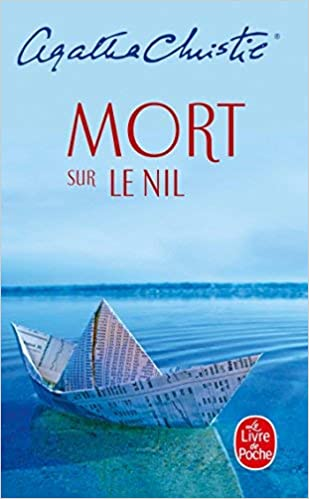 Agatha Christie®
MORT
SUR LE NIL
Le
Livre
de
Poche